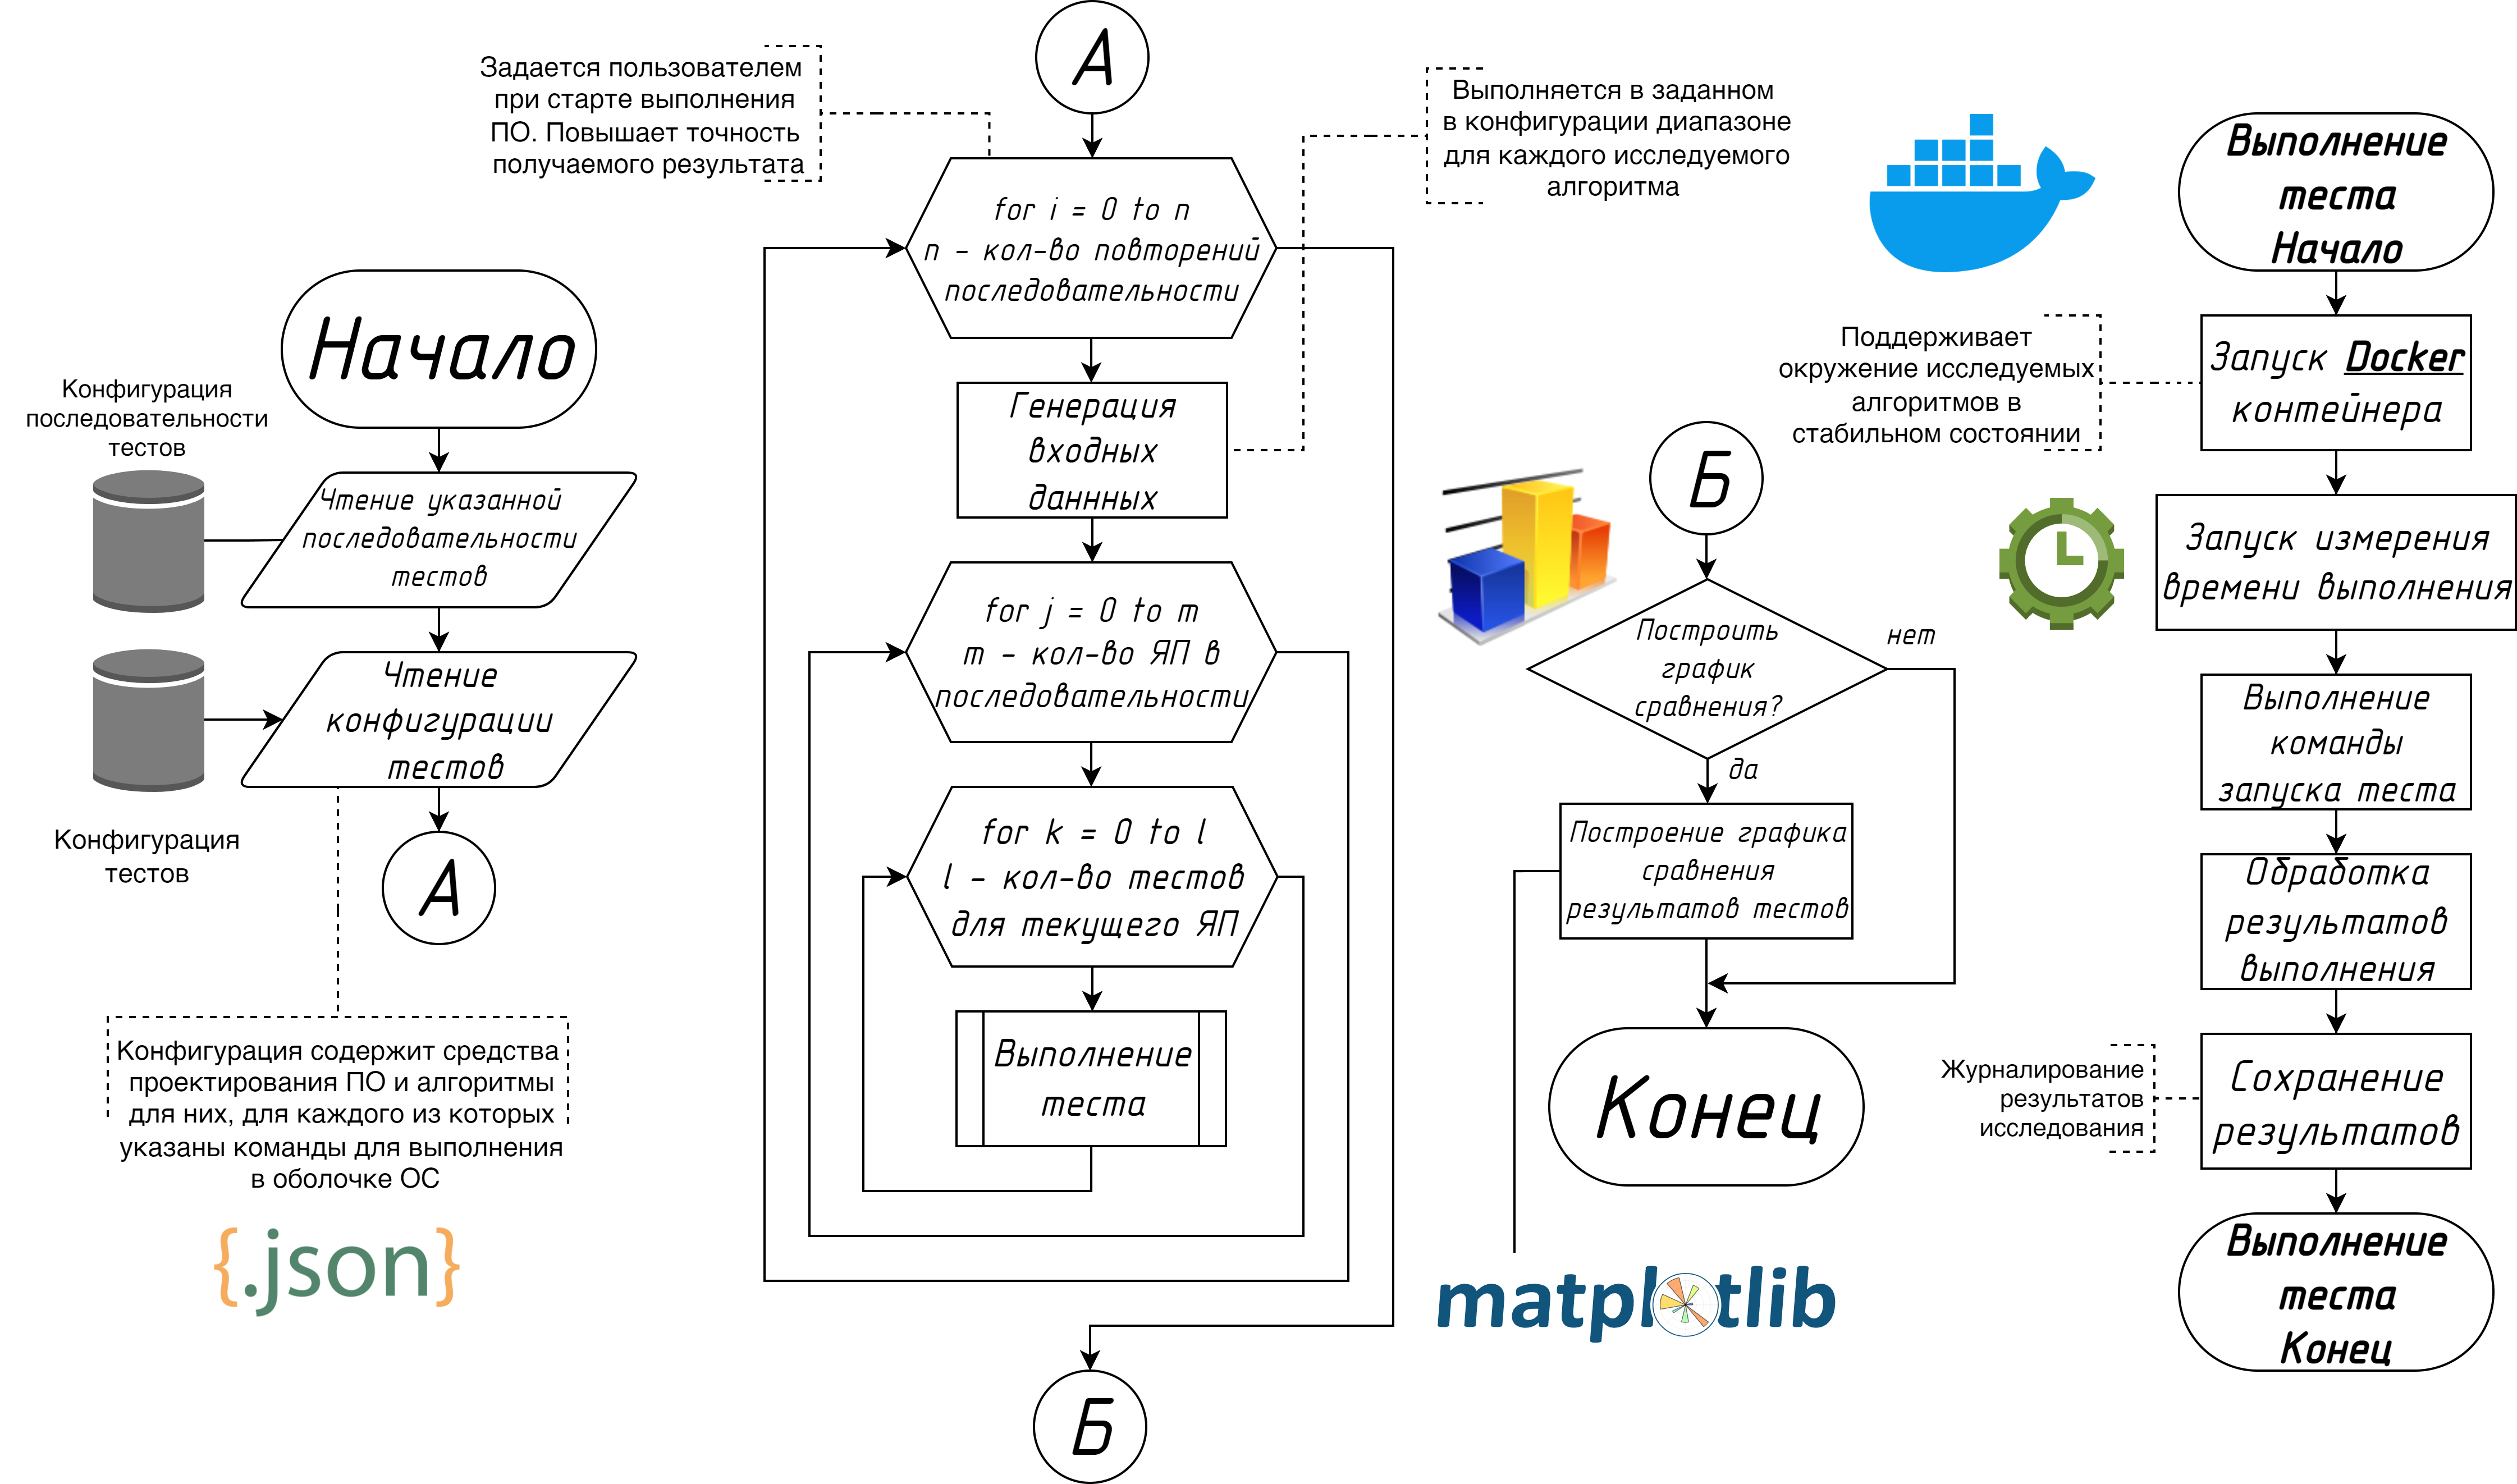 Начало
Конфигурация
последовательности
тестов
Чтение указанной
последовательности
тестов
Чтение
конфигурации
тестов
Конфигурация
тестов
А
Конфигурация содержит средства
проектирования ПО и алгоритмы
для них, для каждого из которых
указаны команды для выполнения
в оболочке ОС
{.json}
А
Задается пользователем
при старте выполнения
ПО. Повышает точность
получаемого результата
for i = 0 to n
n - кол-во повторений
последовательности
Выполняется в заданном
в конфигурации диапазоне
для каждого исследуемого
алгоритма
Генерация
входных
даннных
for j = 0 to m
m - кол-во ЯП в
последовательности
for k = 0 to l
l - кол-во тестов
для текущего ЯП
Выполнение
теста
Б
Б
Построить
график
сравнения?
нет
да
Построение графика
сравнения
результатов тестов
Конец
matplotlib
Выполнение
теста
Начало
Поддерживает
окружение исследуемых
алгоритмов в
стабильном состоянии
Запуск Docker
контейнера
Запуск измерения
времени выполнения
Выполнение
команды
запуска теста
Обработка
результатов
выполнения
Журналирование
результатов
исследования
Сохранение
результатов
Выполнение
теста
Конец